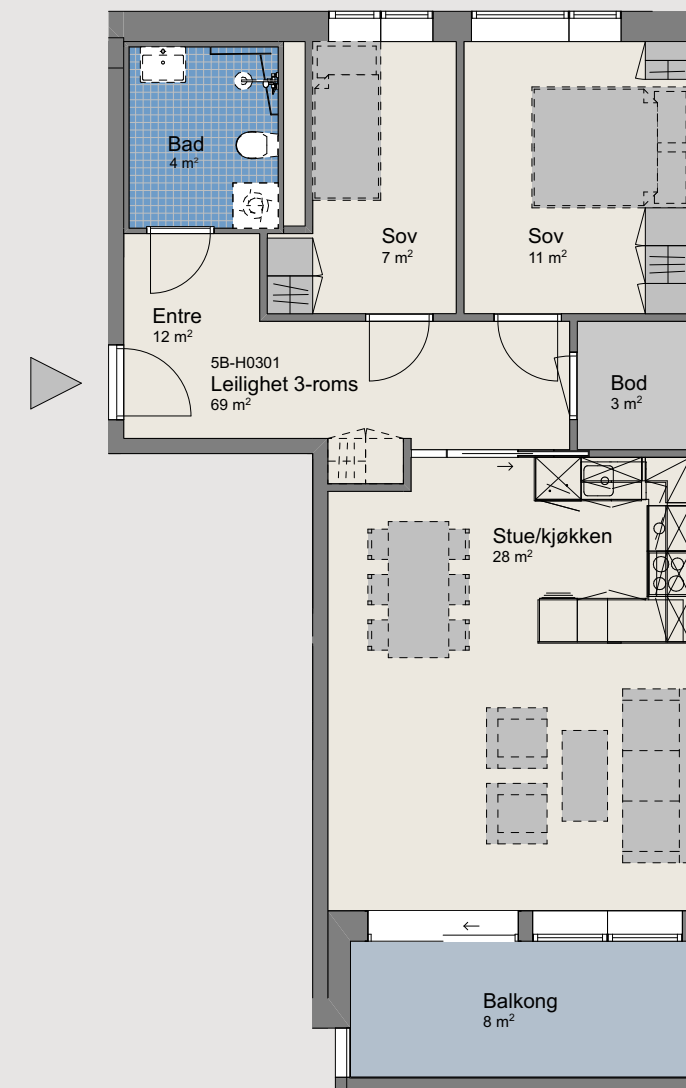 Bad
4 m²
Sov
7 m²
Sov
11 m²
Entre
12 m²
5B-H0301
Leilighet 3-roms
69 m²
Bod
3 m²
Stue/kjøkken
28 m²
Balkong
8 m²